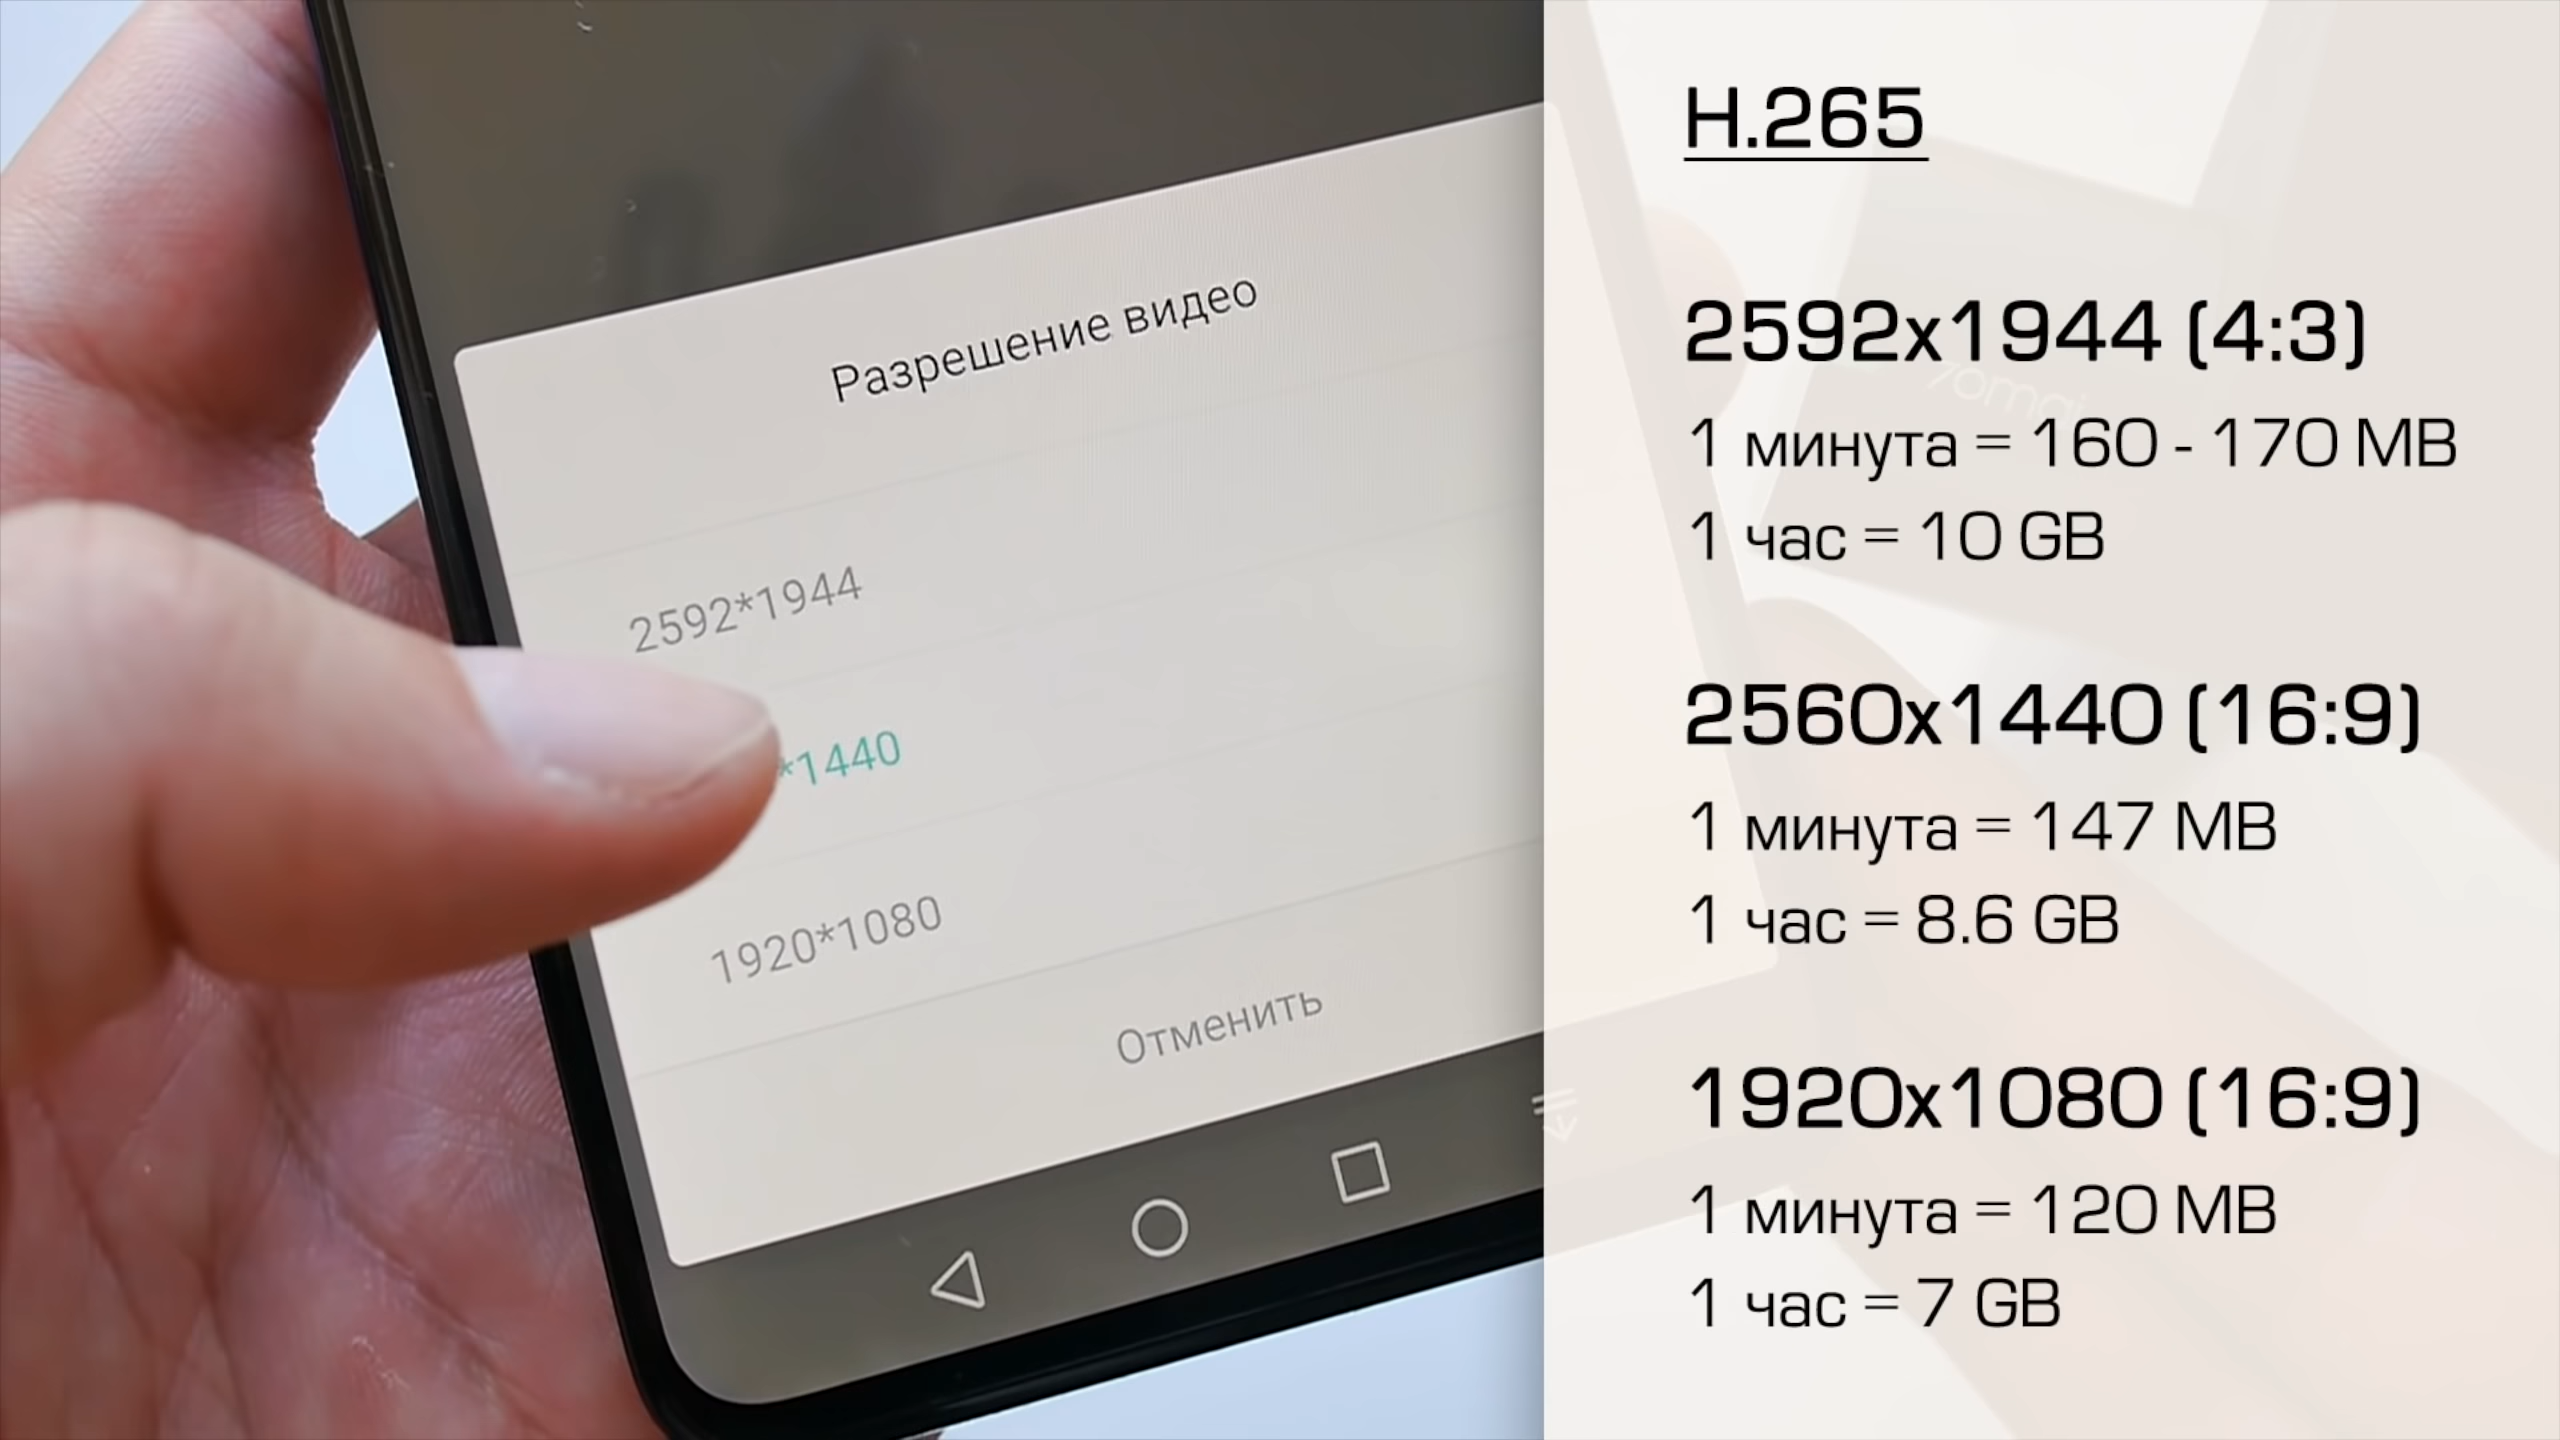 Разрешение видео
2592*1944
*1440
1920*1080
Отменить
H.265
2592x1944 (4:3)
1 минута = 160 - 170 MB
1 час = 10 GB
2560x1440 (16:9)
1 минута = 147 MB
1 час = 8.6 GB
1920x1080 (16:9)
1 минута = 120 MB
1 час = 7 GB
70mai